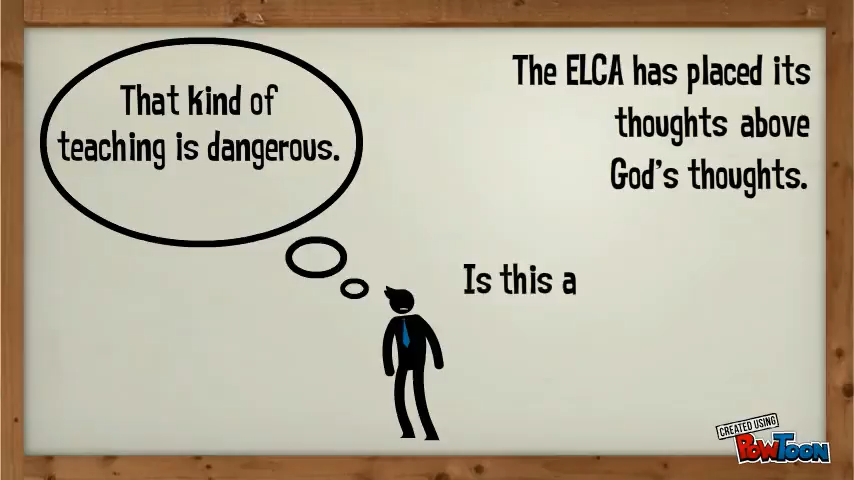 That kind of
teaching is dangerous.
The ELCA has placed its
thoughts above
God's thoughts.
Is this a
CREATED USING
POWTOON